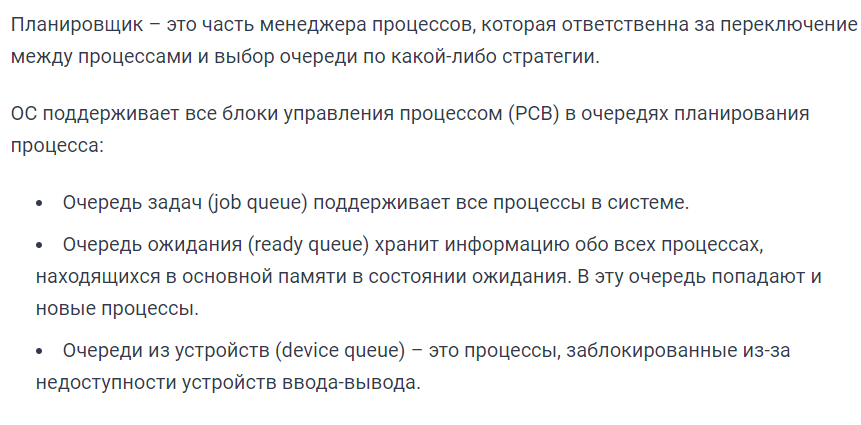 Планировщик – это часть менеджера процессов, которая ответственна за переключение
между процессами и выбор очереди по какой-либо стратегии.
ОС поддерживает все блоки управления процессом (PCB) в очередях планирования
процесса:
• Очередь задач (job queue) поддерживает все процессы в системе.
• Очередь ожидания (ready queue) хранит информацию обо всех процессах,
находящихся в основной памяти в состоянии ожидания. В эту очередь попадают и
новые процессы.
• Очереди из устройств (device queue) – это процессы, заблокированные из-за
недоступности устройств ввода-вывода.